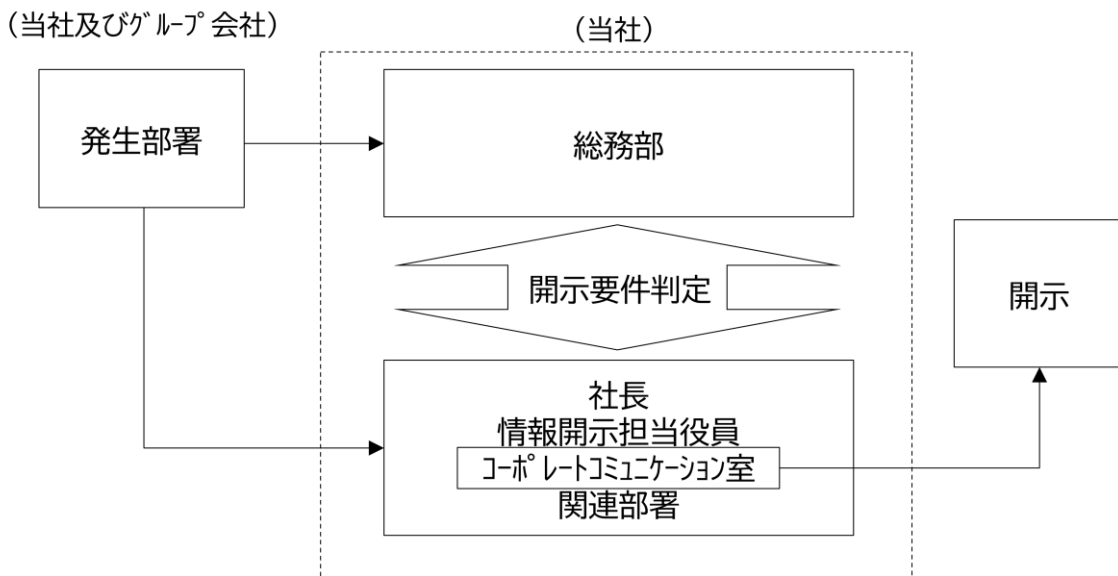 （当社及びｸﾞﾙｰﾌﾟ会社）
（当社）
発生部署
総務部
開示要件判定
開示
社長
情報開示担当役員
ｺｰﾎﾟﾚｰﾄｺﾐｭﾆｹｰｼｮﾝ室
関連部署